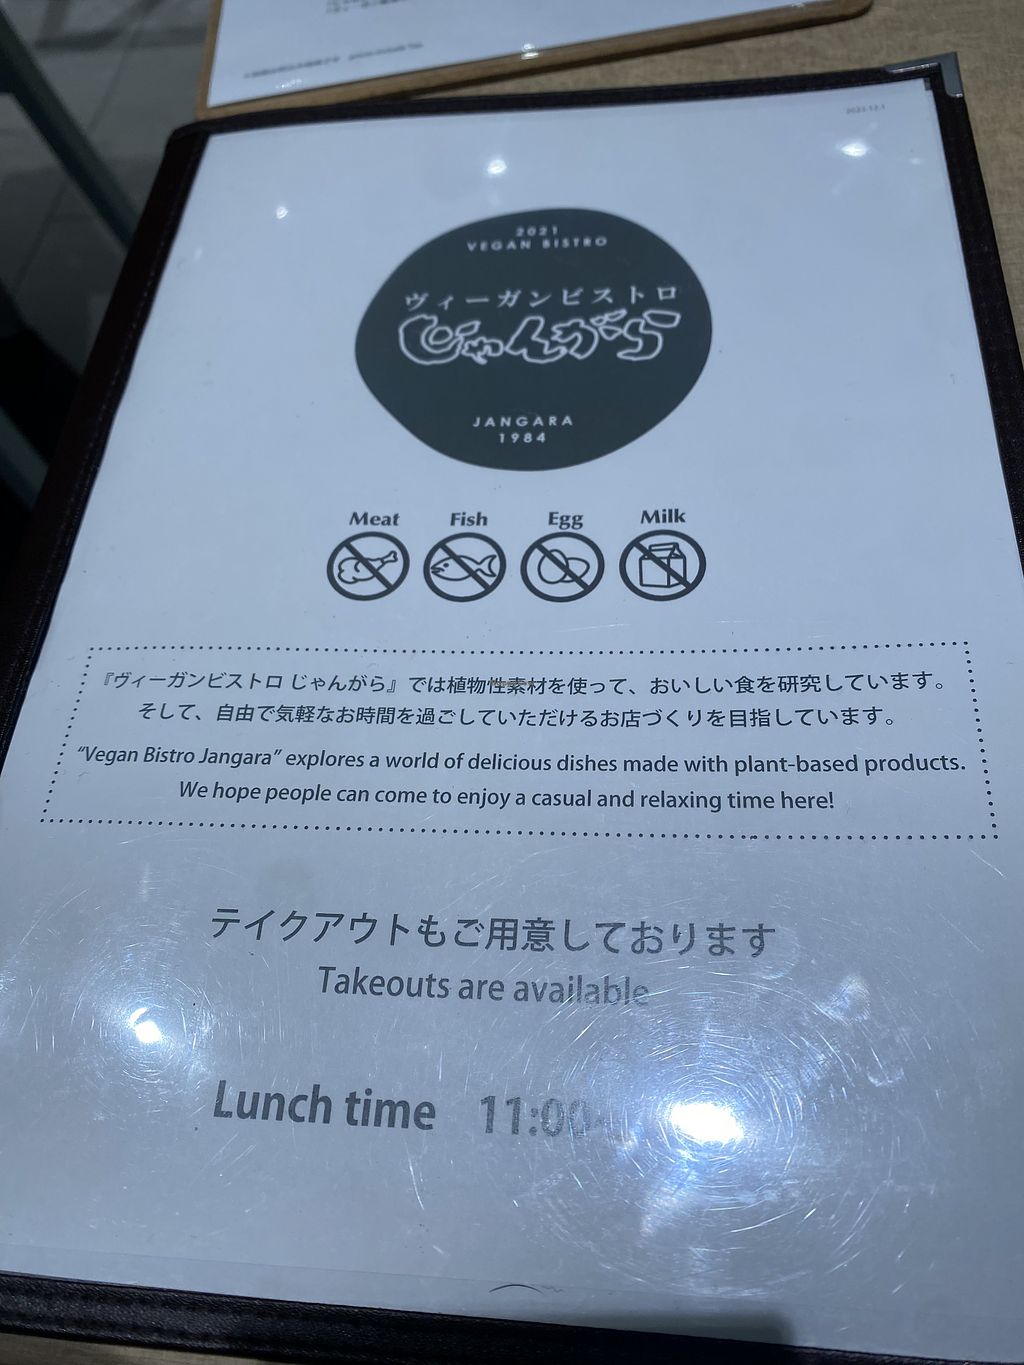 2021
VEGAN BISTRO
ヴィーガンビストロ
じゃんがら
JANGARA
1984
Meat Fish Egg Milk
『ヴィーガンビストロ じゃんがら』では植物性素材を使って、おいしい食を研究しています。
そして、自由で気軽なお時間を過ごしていただけるお店づくりを目指しています。
“Vegan Bistro Jangara” explores a world of delicious dishes made with plant-based products.
We hope people can come to enjoy a casual and relaxing time here!
テイクアウトもご用意しております
Takeouts are available
Lunch time 11:00